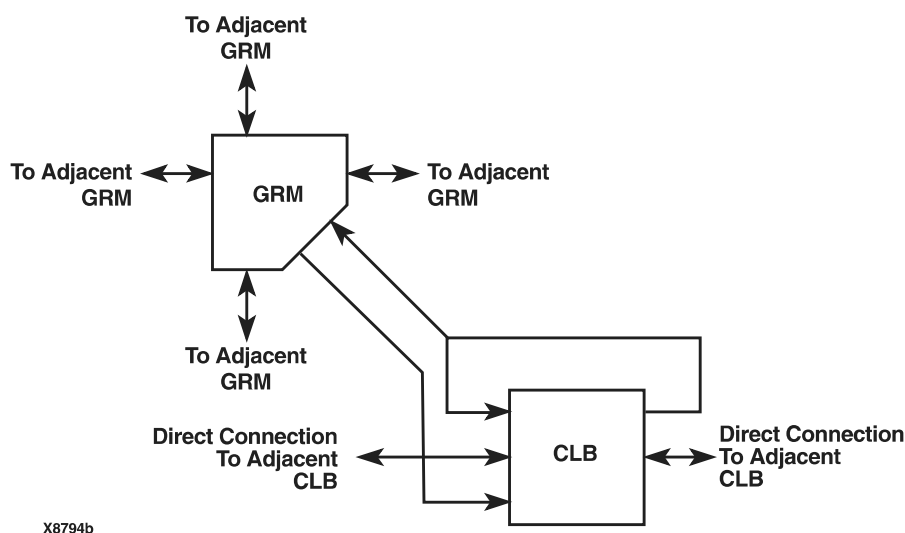 To Adjacent
GRM
To Adjacent
GRM
GRM
To Adjacent
GRM
To Adjacent
GRM
Direct Connection
To Adjacent
CLB
CLB
Direct Connection
To Adjacent
CLB
X8794b